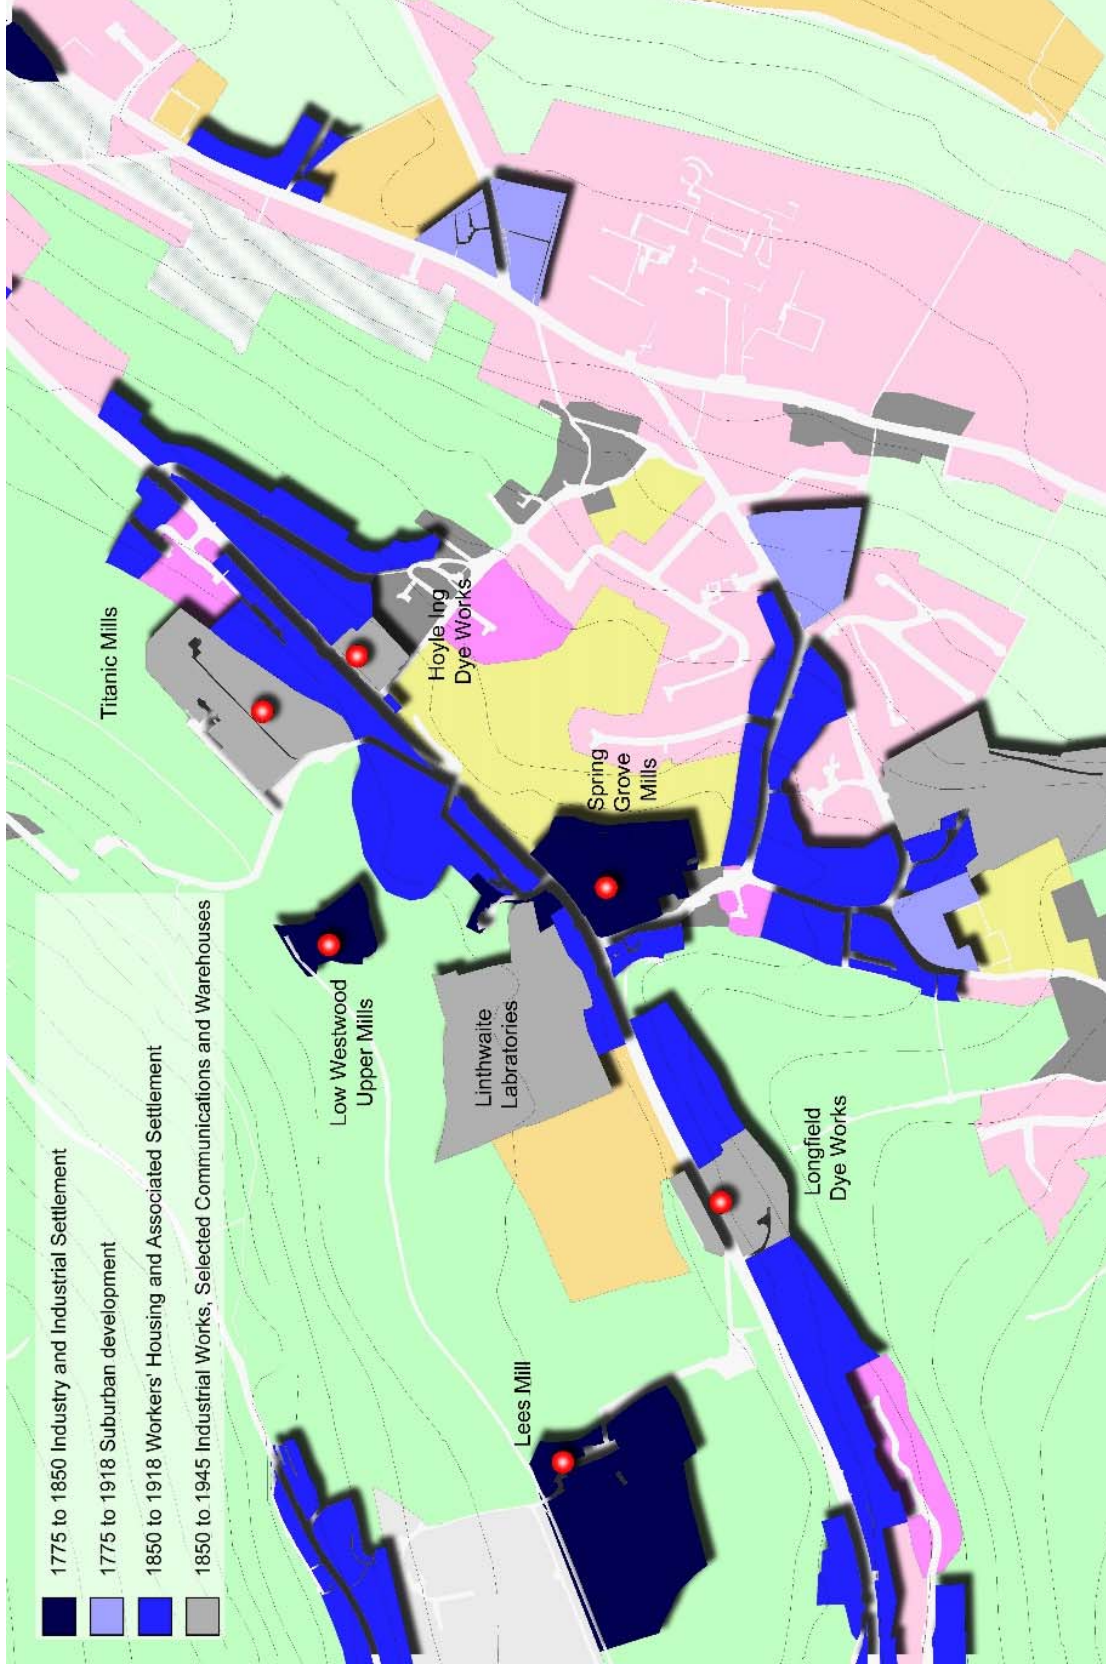 1775 to 1850 Industry and Industrial Settlement
1775 to 1918 Suburban development
1850 to 1918 Workers' Housing and Associated Settlement
1850 to 1945 Industrial Works, Selected Communications and Warehouses
Titanic Mills
Hoyle Ing
Dye Works
Low Westwood
Upper Mills
Spring
Grove
Mills
Linthwaite
Labratories
Lees Mill
Longfield
Dye Works